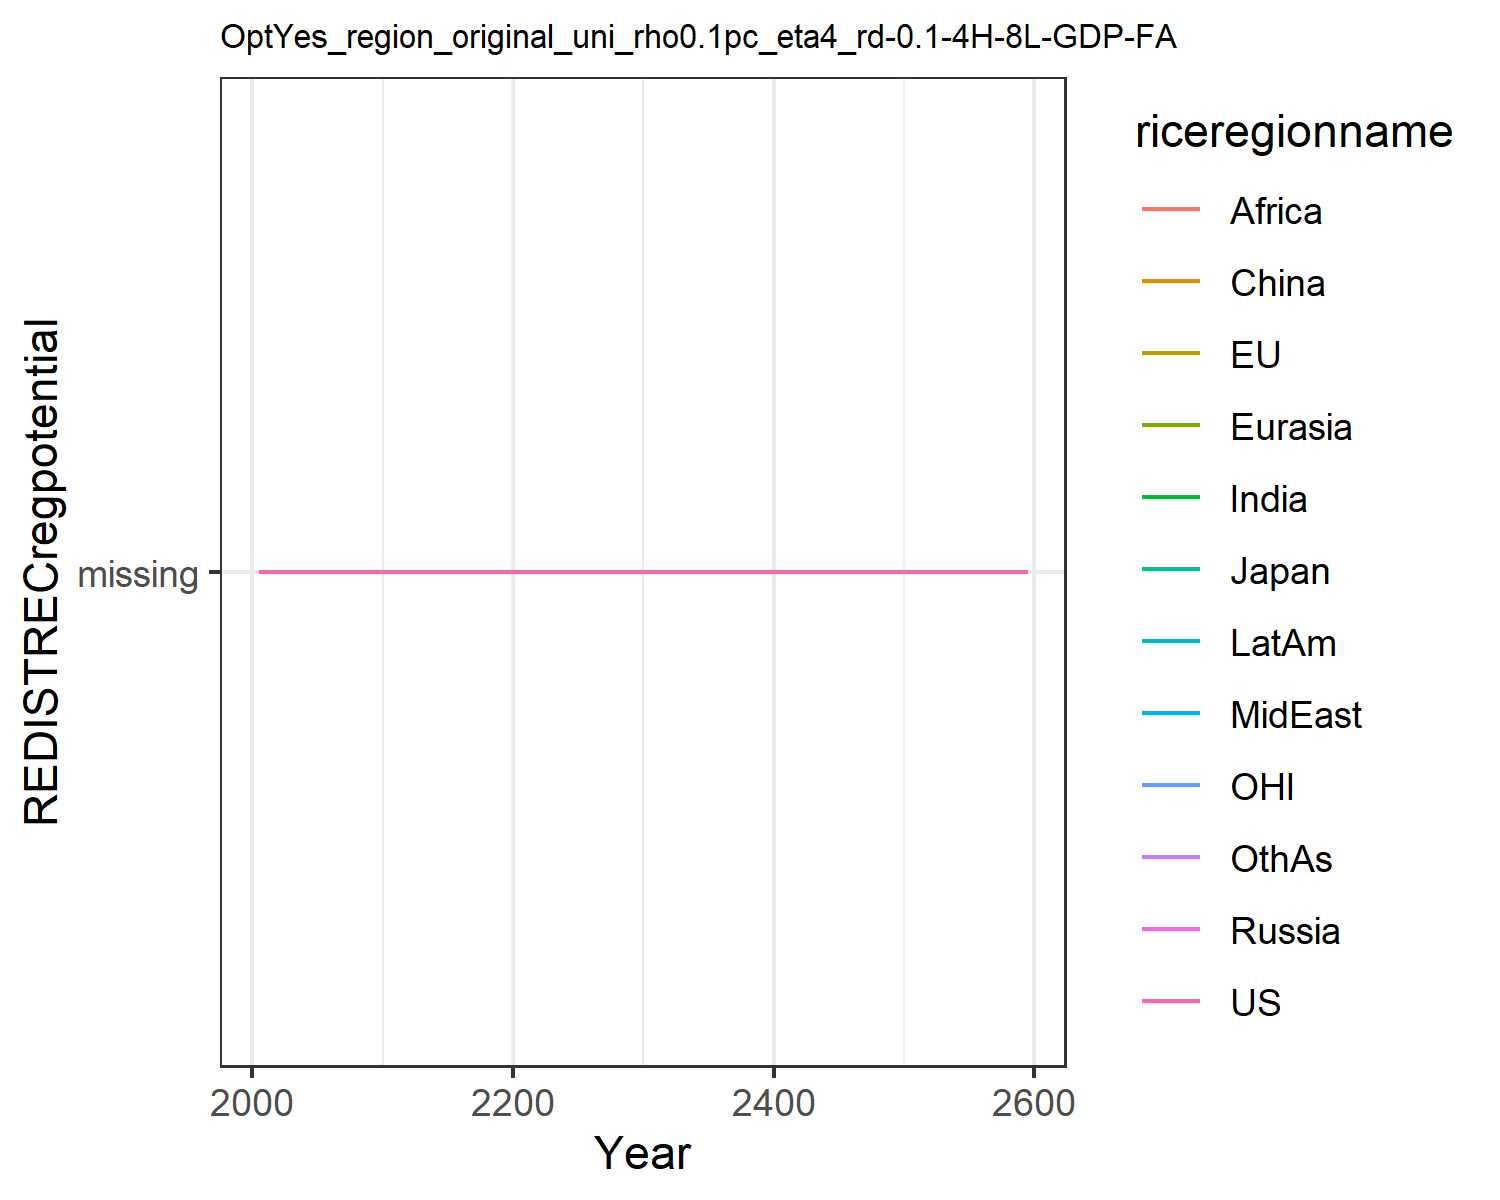 OptYes_region_original_uni_rho0.1pc_eta4_rd-0.1-4H-8L-GDP-FA
REDISTRECregpotential
missing
2000
2200
2400
2600
Year
riceregionname
Africa
China
EU
Eurasia
India
Japan
LatAm
MidEast
OHI
OthAs
Russia
US